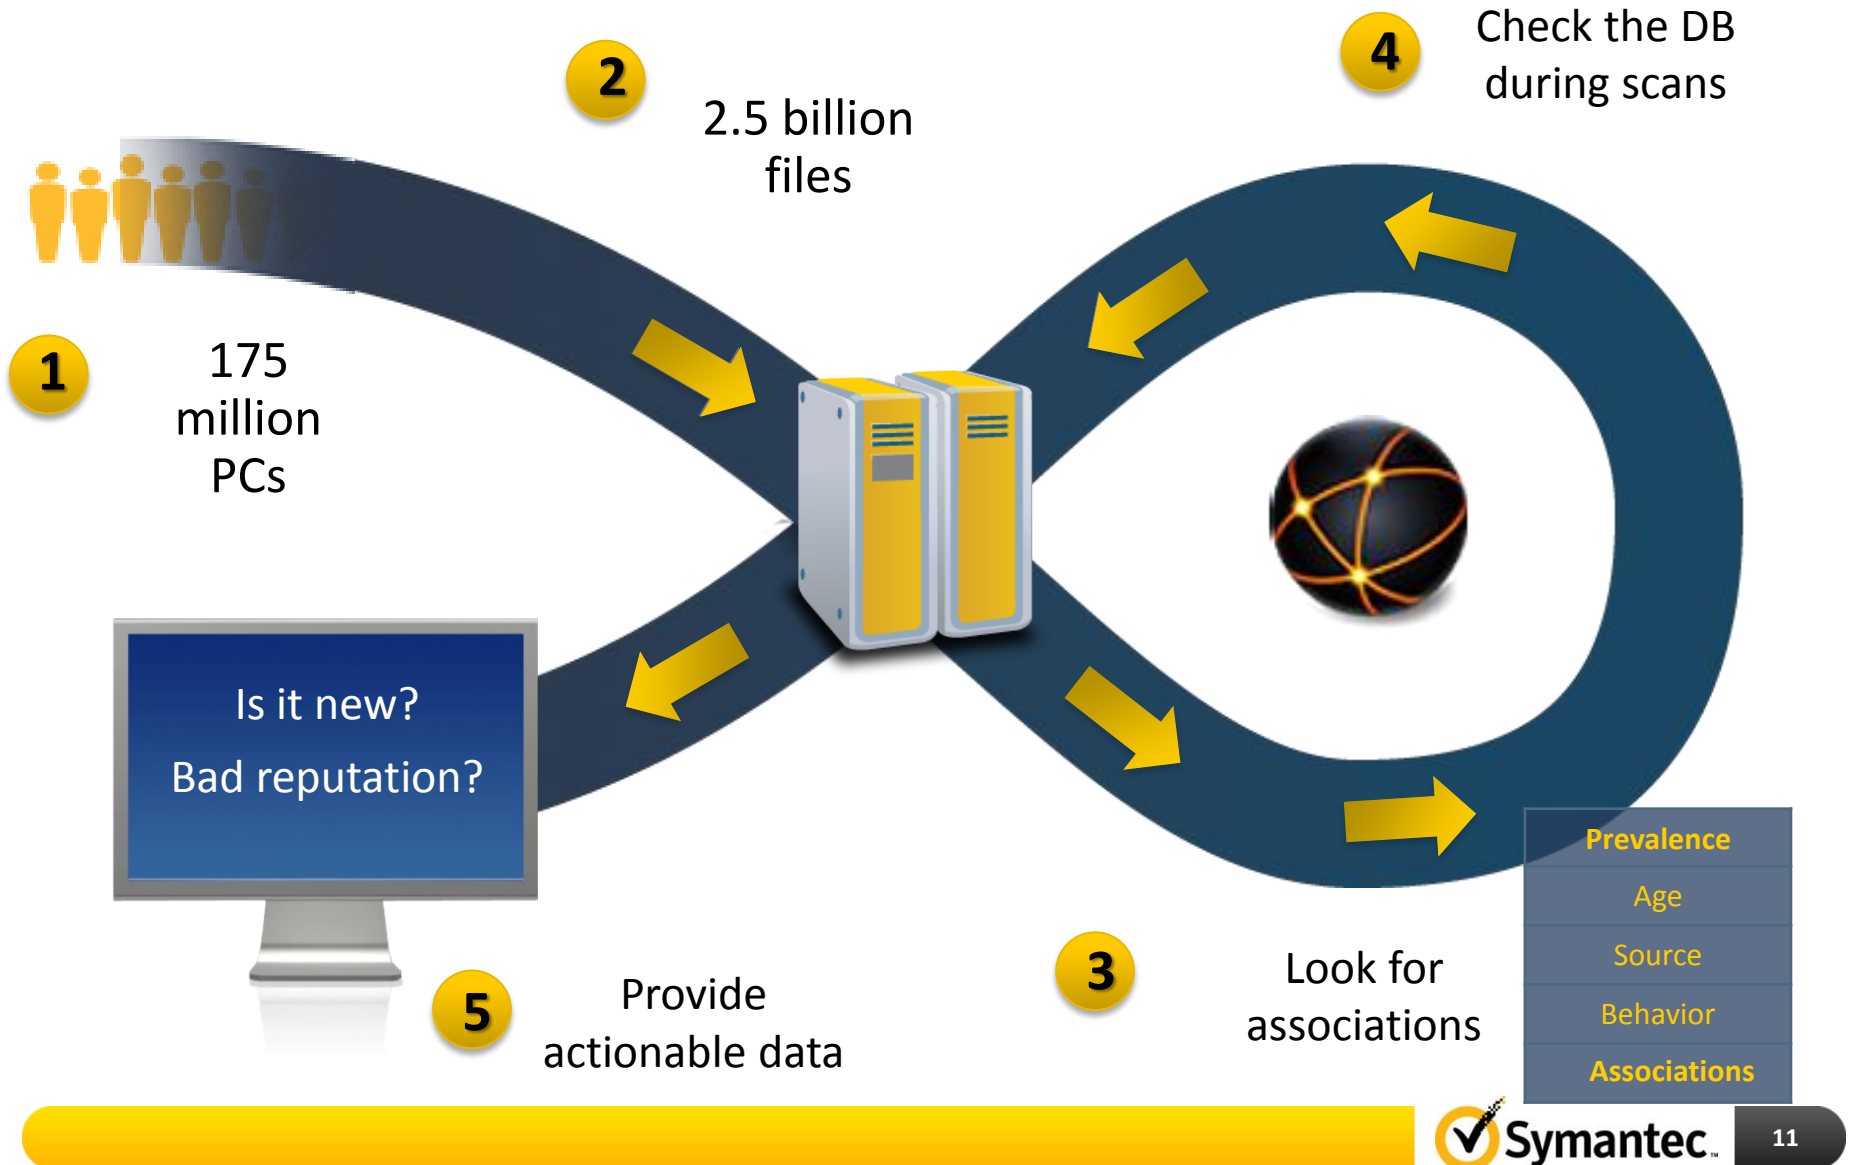 1
175
million
PCs
2
2.5 billion
files
3
Look for
associations
Prevalence
Age
Source
Behavior
Associations
4
Check the DB
during scans
5
Provide
actionable data
Is it new?
Bad reputation?
Symantec™
11